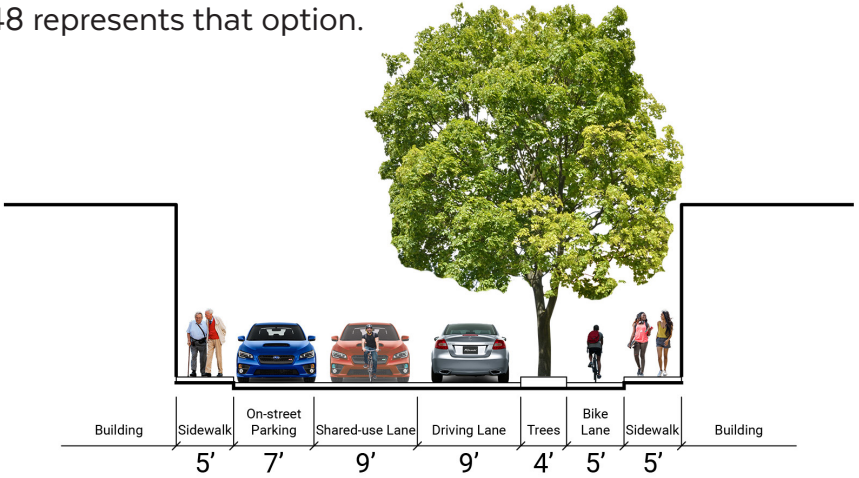 48 represents that option.
On-street Bike
Building Sidewalk Parking Shared-use Lane Driving Lane Trees Lane Sidewalk Building
5’ 7’ 9’ 9’ 4’ 5’ 5’